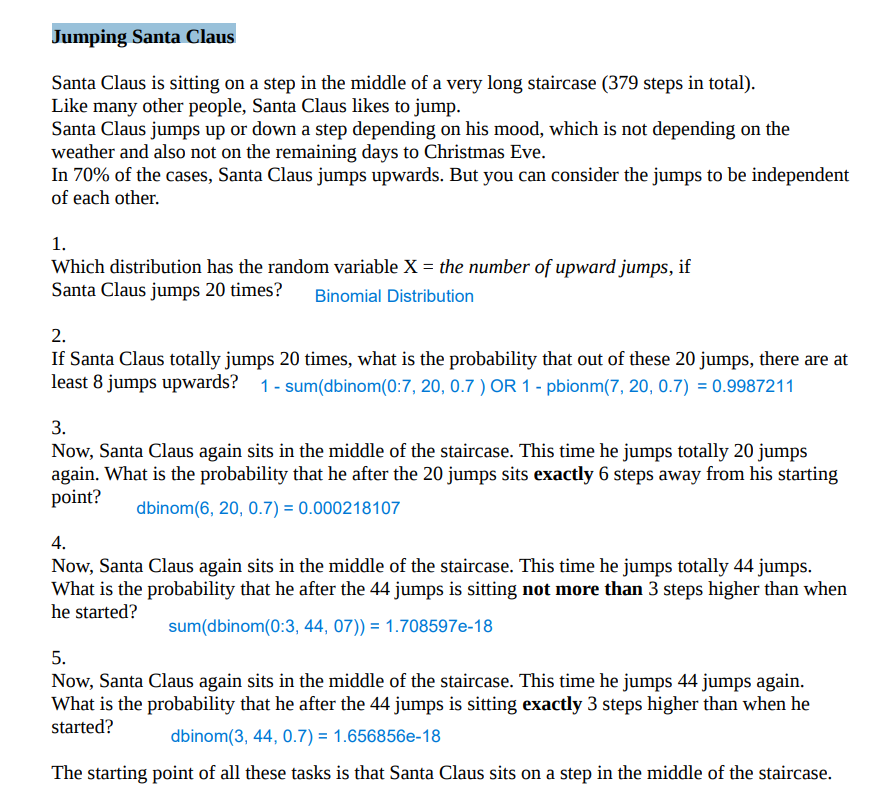 Jumping Santa Claus
Santa Claus is sitting on a step in the middle of a very long staircase (379 steps in total).
Like many other people, Santa Claus likes to jump.
Santa Claus jumps up or down a step depending on his mood, which is not depending on the
weather and also not on the remaining days to Christmas Eve.
In 70% of the cases, Santa Claus jumps upwards. But you can consider the jumps to be independent
of each other.
1.
Which distribution has the random variable X = the number of upward jumps, if
Santa Claus jumps 20 times? Binomial Distribution
2.
If Santa Claus totally jumps 20 times, what is the probability that out of these 20 jumps, there are at
least 8 jumps upwards? 1 - sum(dbinom(0:7, 20, 0.7 ) OR 1 - pbionm(7, 20, 0.7) = 0.9987211
3.
Now, Santa Claus again sits in the middle of the staircase. This time he jumps totally 20 jumps
again. What is the probability that he after the 20 jumps sits exactly 6 steps away from his starting
point? dbinom(6, 20, 0.7) = 0.000218107
4.
Now, Santa Claus again sits in the middle of the staircase. This time he jumps totally 44 jumps.
What is the probability that he after the 44 jumps is sitting not more than 3 steps higher than when
he started? sum(dbinom(0:3, 44, 07)) = 1.708597e-18
5.
Now, Santa Claus again sits in the middle of the staircase. This time he jumps 44 jumps again.
What is the probability that he after the 44 jumps is sitting exactly 3 steps higher than when he
started? dbinom(3, 44, 0.7) = 1.656856e-18
The starting point of all these tasks is that Santa Claus sits on a step in the middle of the staircase.